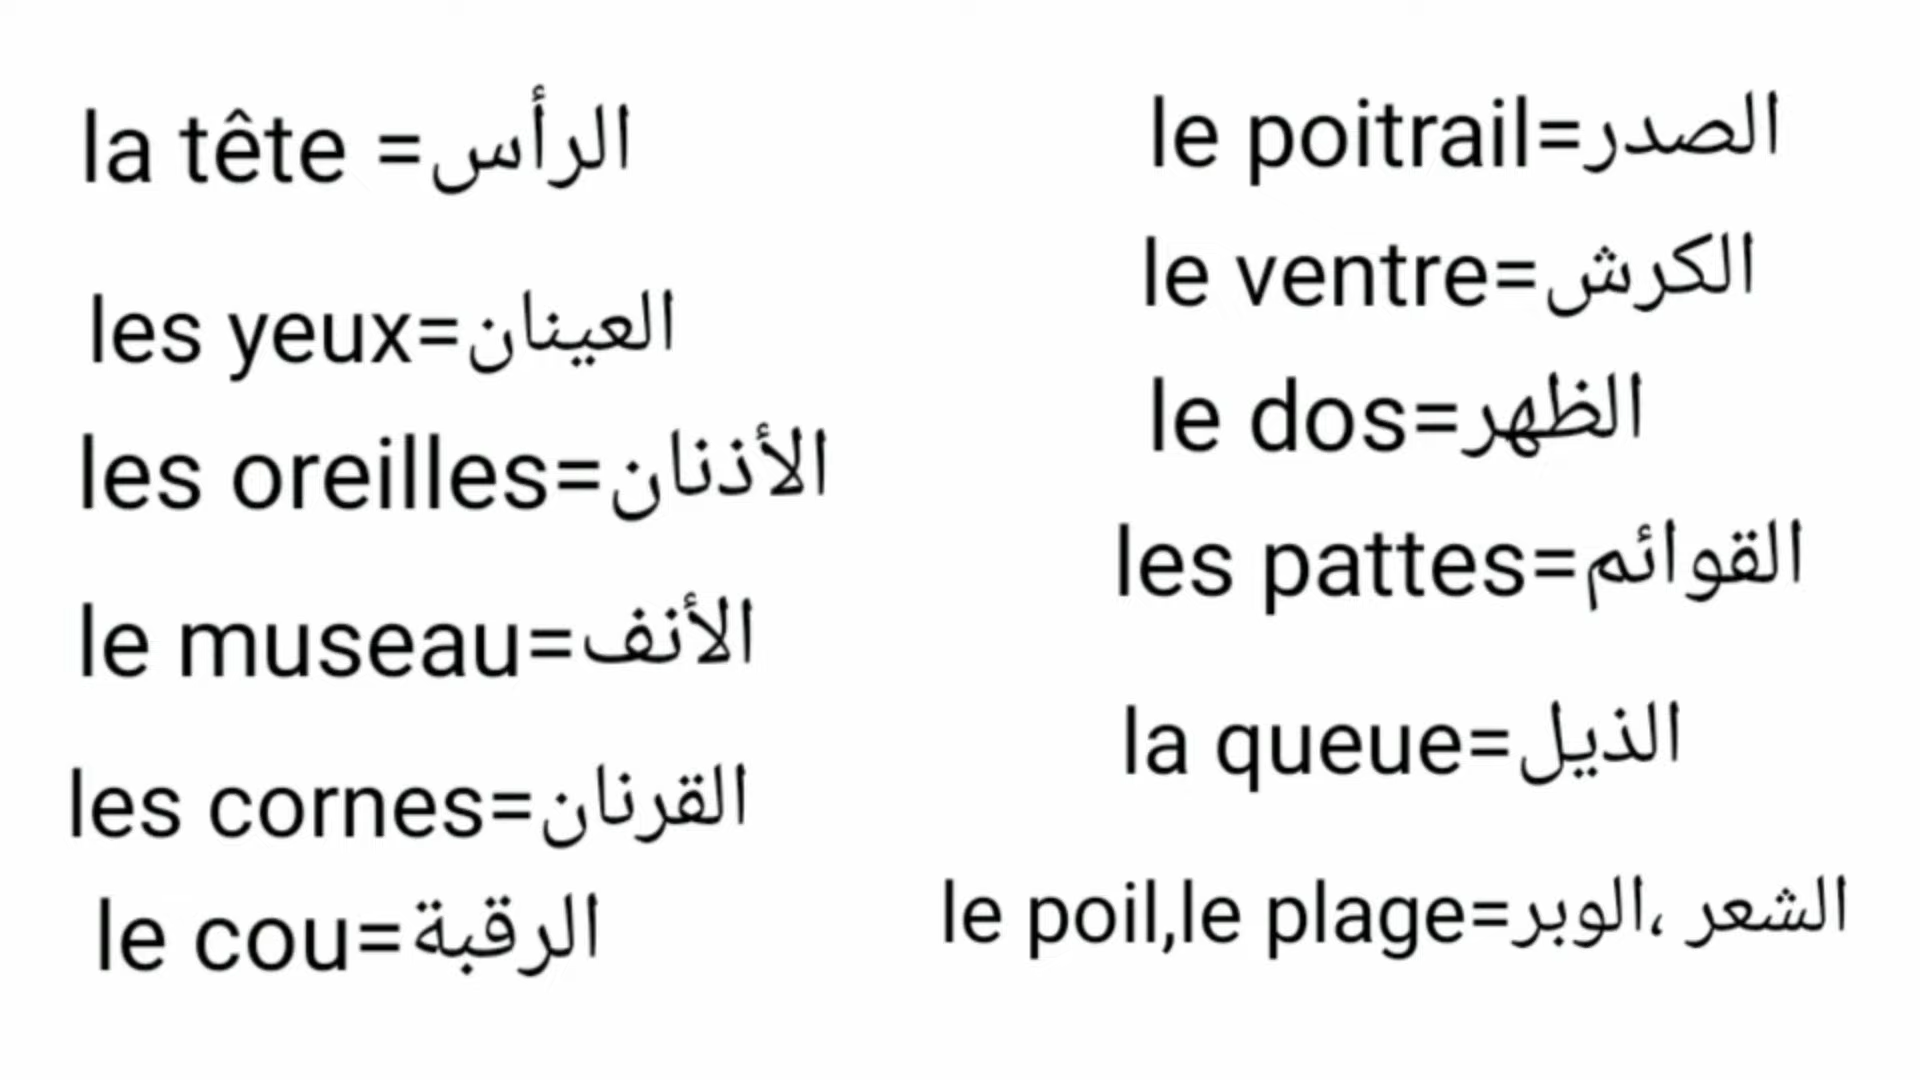 la tête =الرأس
les yeux=العينان
les oreilles=الأذنان
le museau=الأنف
les cornes=القرنان
le cou=الرقبة
le poitrail=الصدر
le ventre=الكرش
le dos=الظهر
les pattes=القوائم
la queue=الذيل
le poil,le plage=الشعر ،الوبر